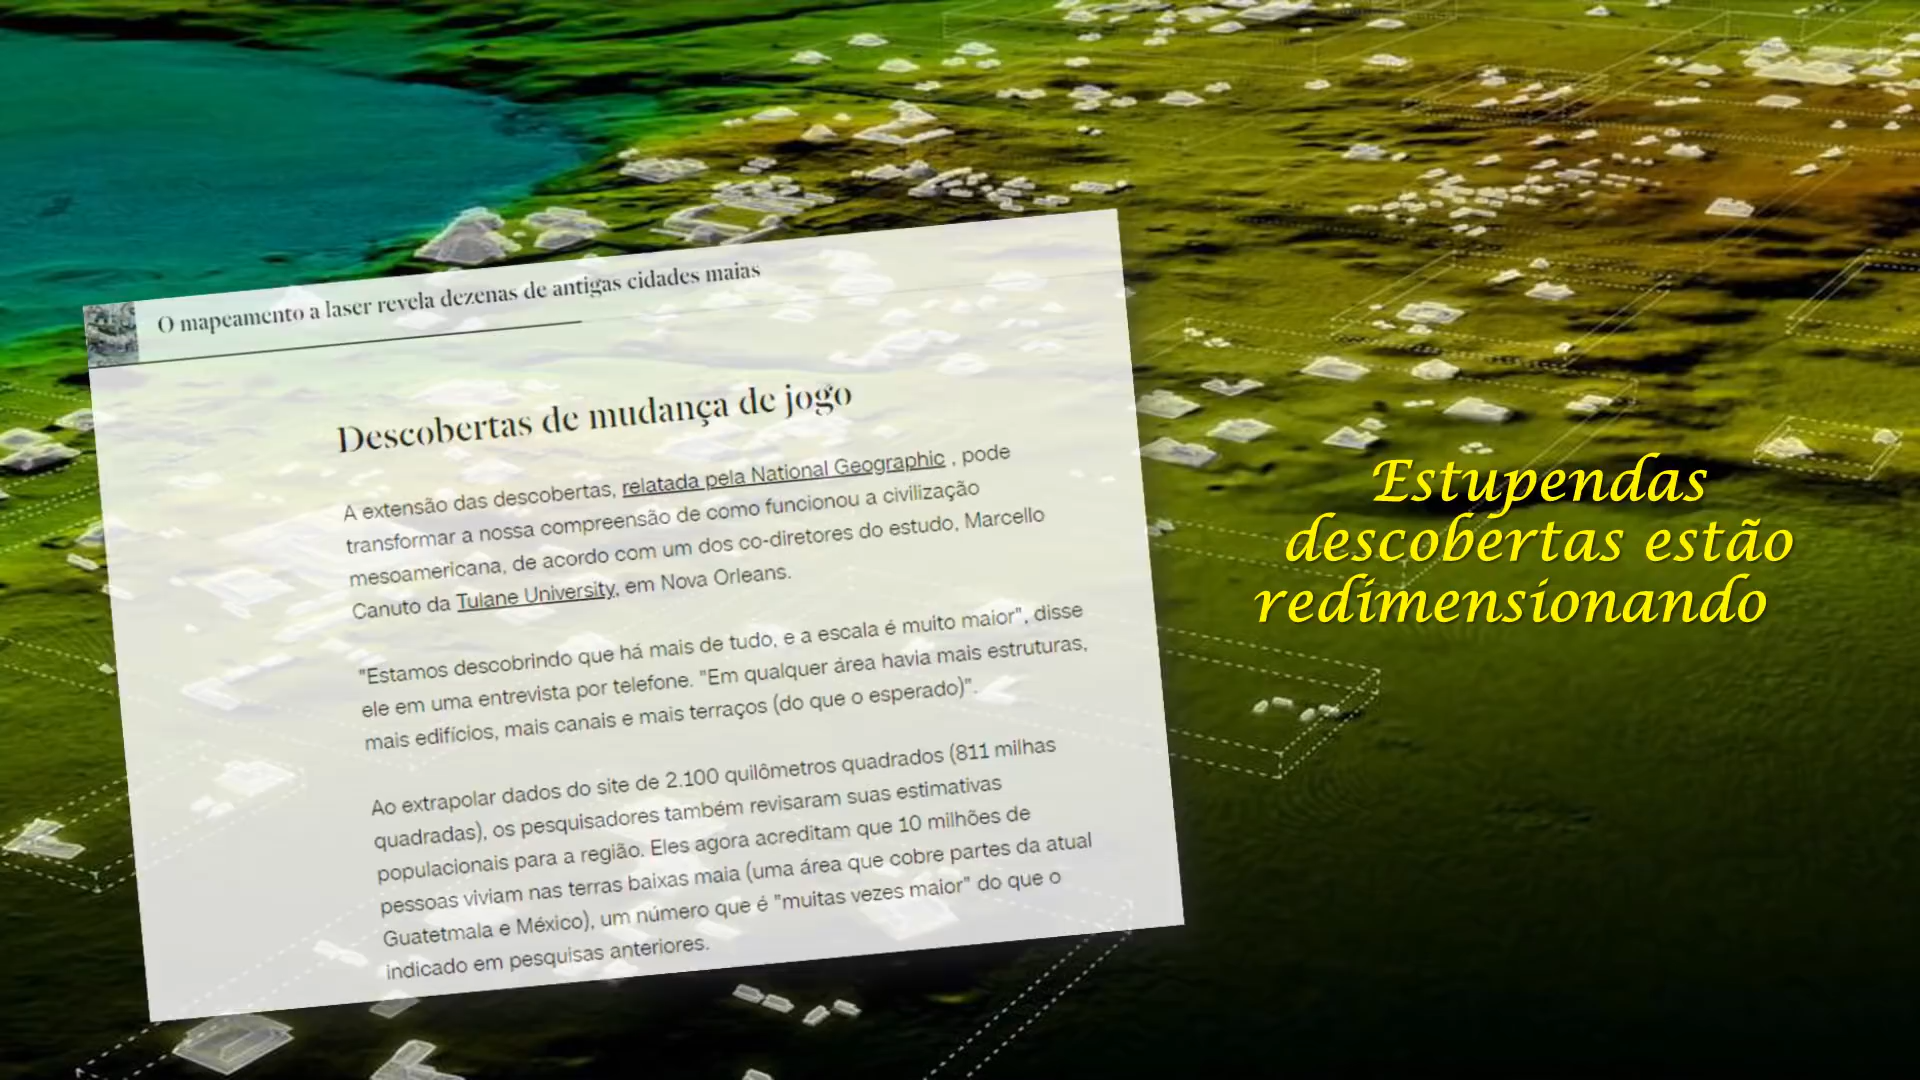 O mapeamento a laser revela dezenas de antigas cidades maias
Descobertas de mudança de jogo
A extensão das descobertas, relatada pela National Geographic , pode
transformar a nossa compreensão de como funcionou a civilização
mesoamericana, de acordo com um dos co-diretores do estudo, Marcello
Canuto da Tulane University, em Nova Orleans.
"Estamos descobrindo que há mais de tudo, e a escala é muito maior", disse
ele em uma entrevista por telefone. "Em qualquer área havia mais estruturas,
mais edifícios, mais canais e mais terraços (do que o esperado)".
Ao extrapolar dados do site de 2.100 quilômetros quadrados (811 milhas
quadradas), os pesquisadores também revisaram suas estimativas
populacionais para a região. Eles agora acreditam que 10 milhões de
pessoas viviam nas terras baixas maia (uma área que cobre partes da atual
Guatetmala e México), um número que é "muitas vezes maior" do que o
indicado em pesquisas anteriores.
Estupendas
descobertas estão
redimensionando